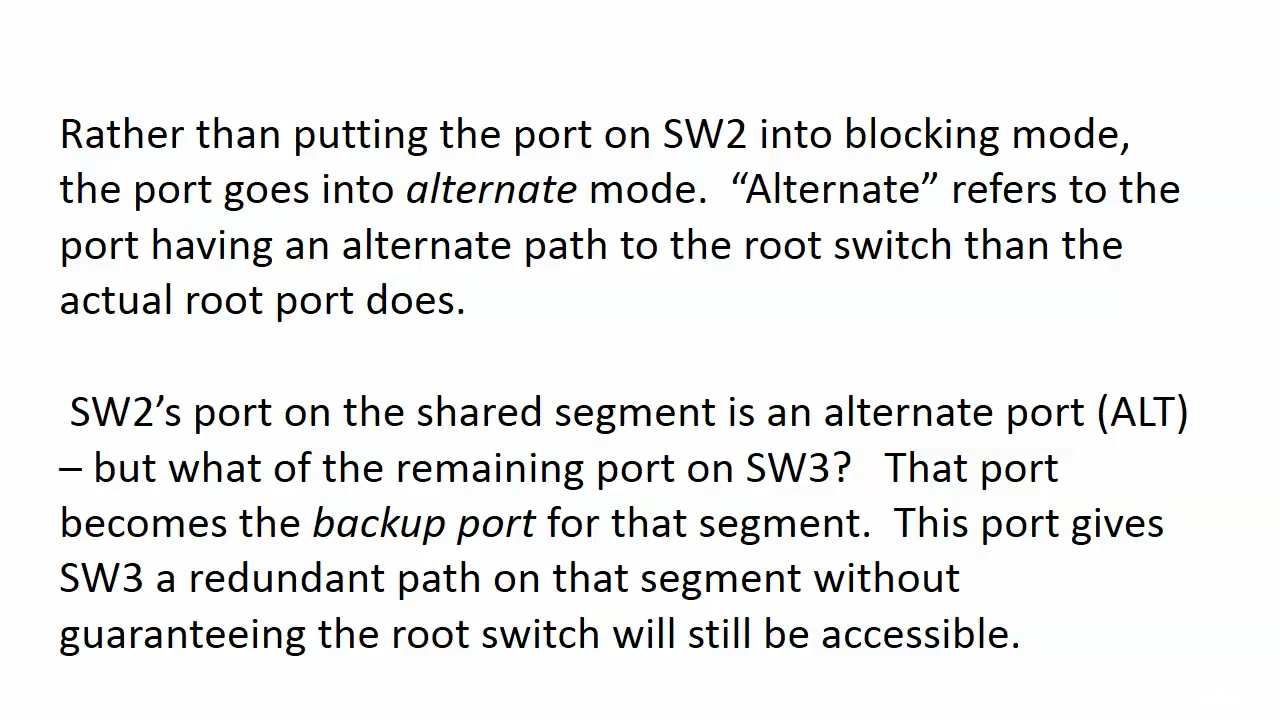 Rather than putting the port on SW2 into blocking mode,
the port goes into alternate mode.  “Alternate” refers to the
port having an alternate path to the root switch than the
actual root port does.
SW2’s port on the shared segment is an alternate port (ALT)
– but what of the remaining port on SW3?   That port
becomes the backup port for that segment.  This port gives
SW3 a redundant path on that segment without
guaranteeing the root switch will still be accessible.